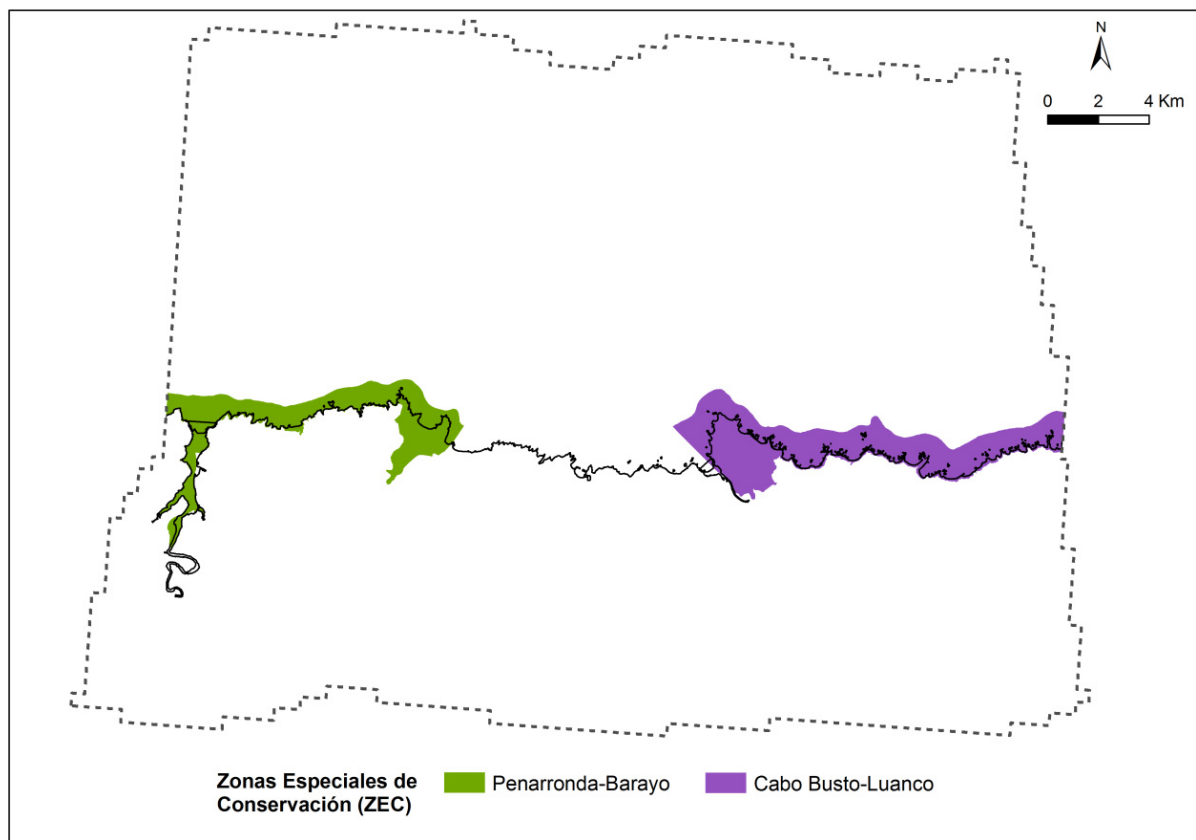 N
0 2 4 Km
Zonas Especiales de
Conservación (ZEC)
Penarronda-Barayo
Cabo Busto-Luanco